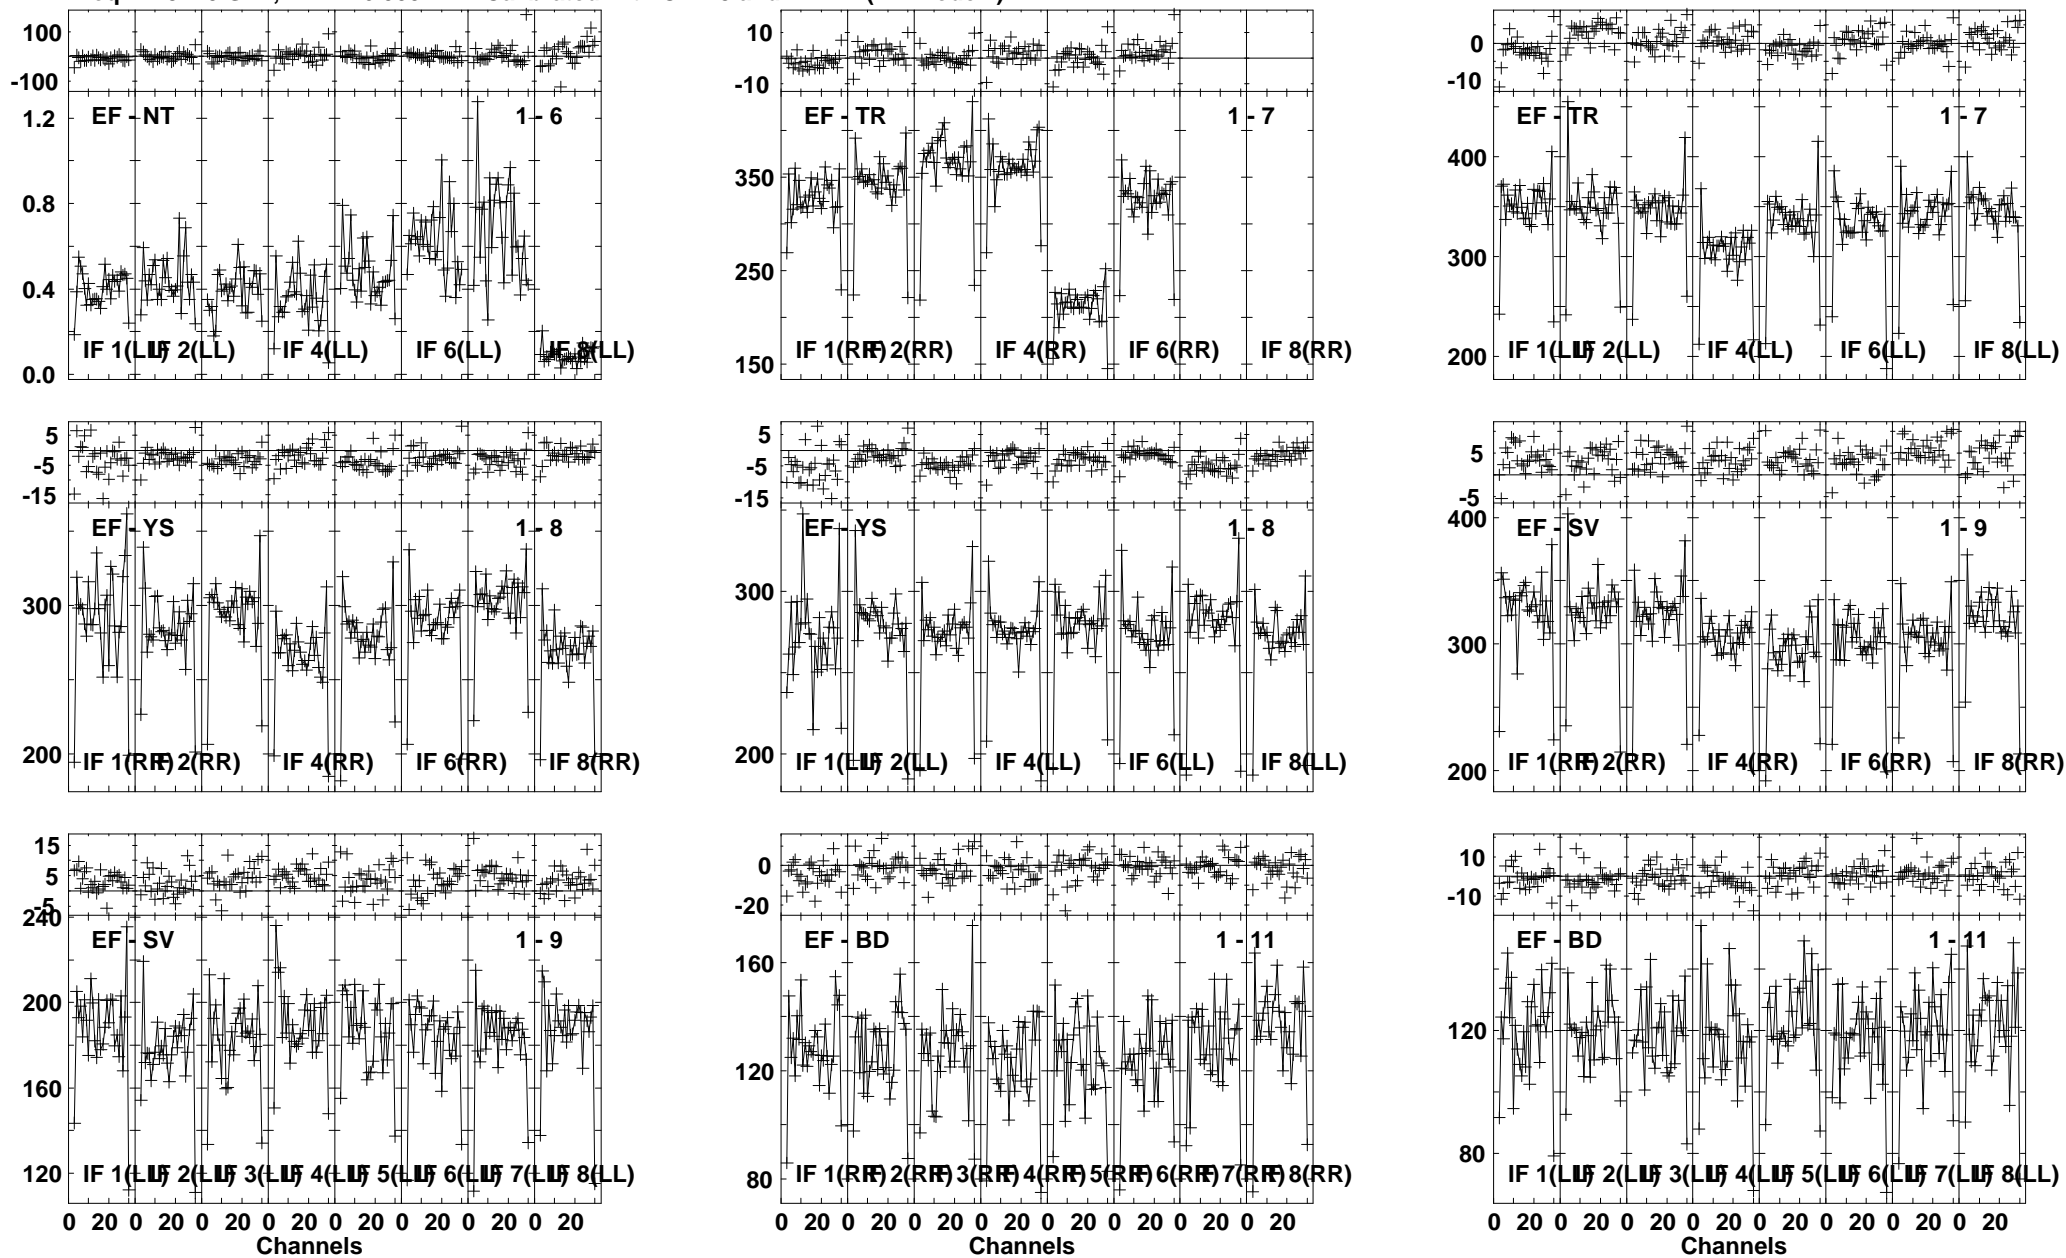 100
-100
EF - NT 1 - 6
1.2
0.8
0.4
0.0
IF 1(LL) IF 2(LL) IF 4(LL) IF 6(LL) IF 8(LL)
10
-10
EF - TR 1 - 7
350
250
150
IF 1(RR) IF 2(RR) IF 4(RR) IF 6(RR) IF 8(RR)
0
-10
EF - TR 1 - 7
400
300
200
IF 1(LL) IF 2(LL) IF 4(LL) IF 6(LL) IF 8(LL)
5
-5
-15
EF - YS 1 - 8
300
200
IF 1(RR) IF 2(RR) IF 4(RR) IF 6(RR) IF 8(RR)
5
-5
-15
EF - YS 1 - 8
300
200
IF 1(LL) IF 2(LL) IF 4(LL) IF 6(LL) IF 8(LL)
5
-5
EF - SV 1 - 9
400
300
200
IF 1(RR) IF 2(RR) IF 4(RR) IF 6(RR) IF 8(RR)
15
5
-5
EF - SV 1 - 9
240
200
160
120
IF 1(LL) IF 2(LL) IF 3(LL) IF 4(LL) IF 5(LL) IF 6(LL) IF 7(LL) IF 8(LL)
0 20 0 20 0 20 0 20 0 20 0 20 0 20 0 20
Channels
0
-20
EF - BD 1 - 11
160
120
80
IF 1(RR) IF 2(RR) IF 3(RR) IF 4(RR) IF 5(RR) IF 6(RR) IF 7(RR) IF 8(RR)
0 20 0 20 0 20 0 20 0 20 0 20 0 20 0 20
Channels
10
-10
EF - BD 1 - 11
120
80
IF 1(LL) IF 2(LL) IF 3(LL) IF 4(LL) IF 5(LL) IF 6(LL) IF 7(LL) IF 8(LL)
0 20 0 20 0 20 0 20 0 20 0 20 0 20 0 20
Channels